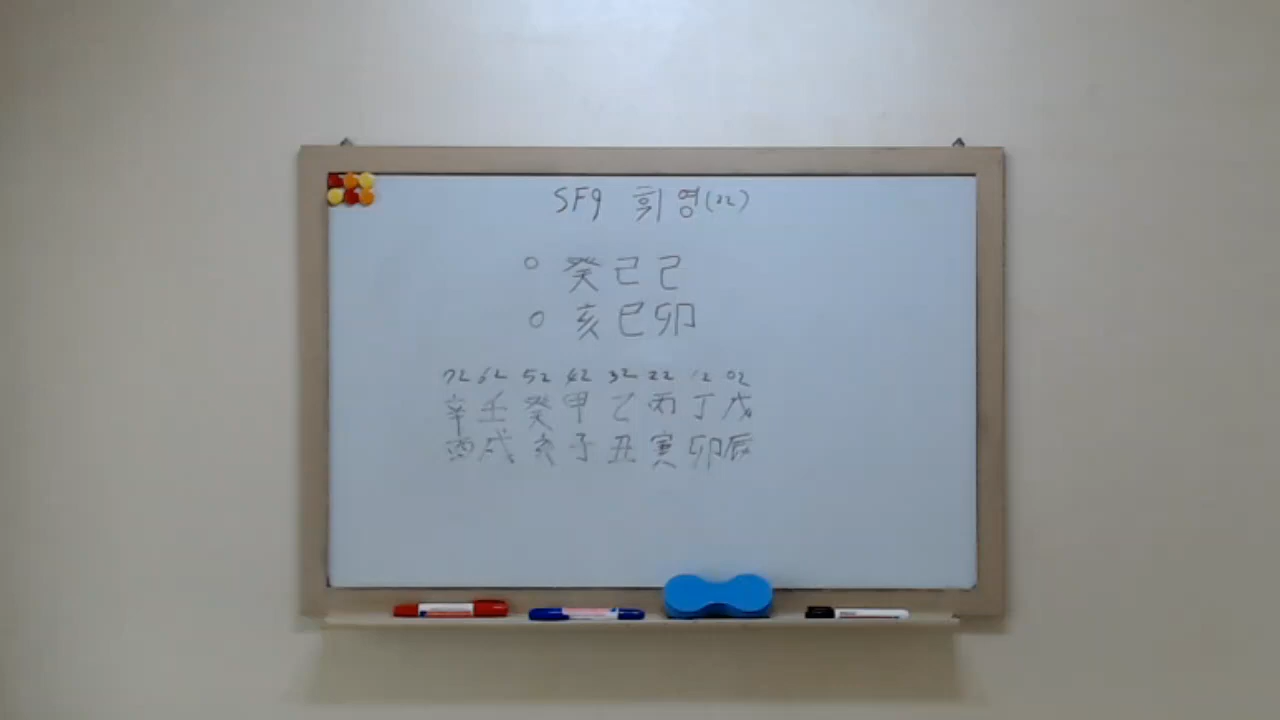 SF9 휘영(22)
○ 癸己己
○ 亥巳卯
72 62 52 42 32 22 12 02
辛壬癸甲乙丙丁戊
酉戌亥子丑寅卯辰